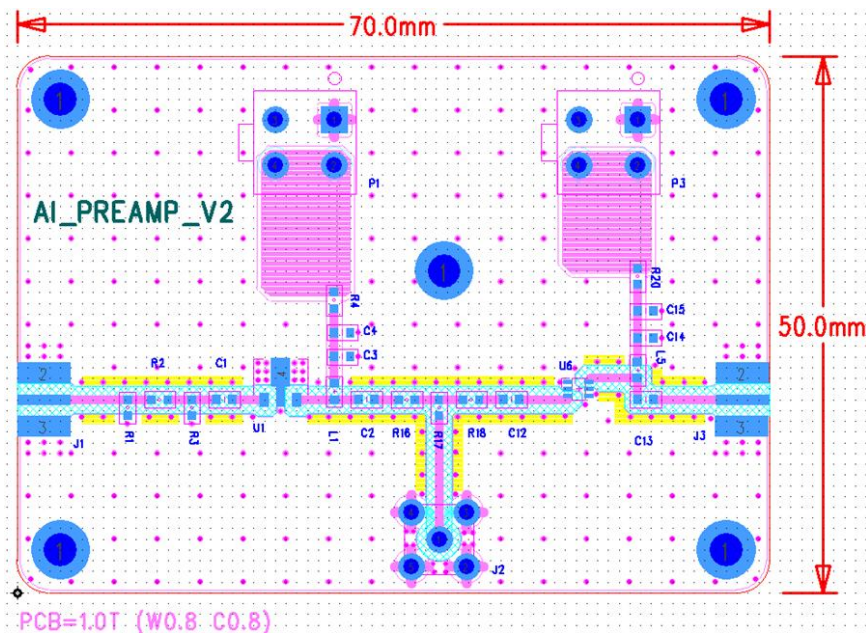 70.0mm
1
1
P1
P3
AI_PREAMP_V2
1
R4
R20
C4
C3
C15
C14
50.0mm
L5
U6
2
R2
C1
4
2
3
J1
R1
R3
U1
L1
C2
R16
R17
R18
C12
C13
J3
3
1
1
J2
1
PCB=1.0T (W0.8 C0.8)